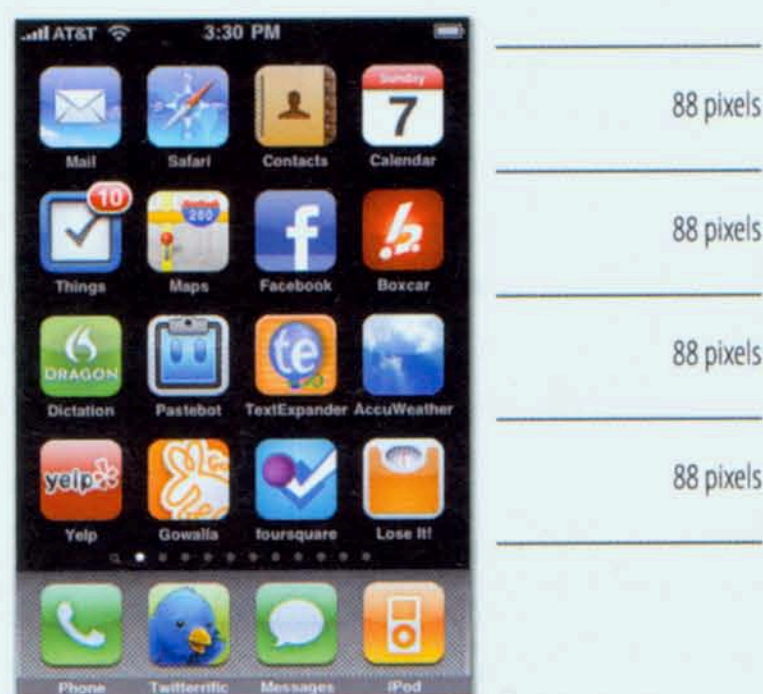 AT&T 3:30 PM
Sunday
7
Mail Safari Contacts Calendar
88 pixels
10
280
f
Things Maps Facebook Boxcar
88 pixels
DRAGON
te
Dictation Pastebot TextExpander AccuWeather
88 pixels
yelp
Go
Yelp Gowalla foursquare Lose It!
88 pixels
Phone Twitterrific Messages iPod